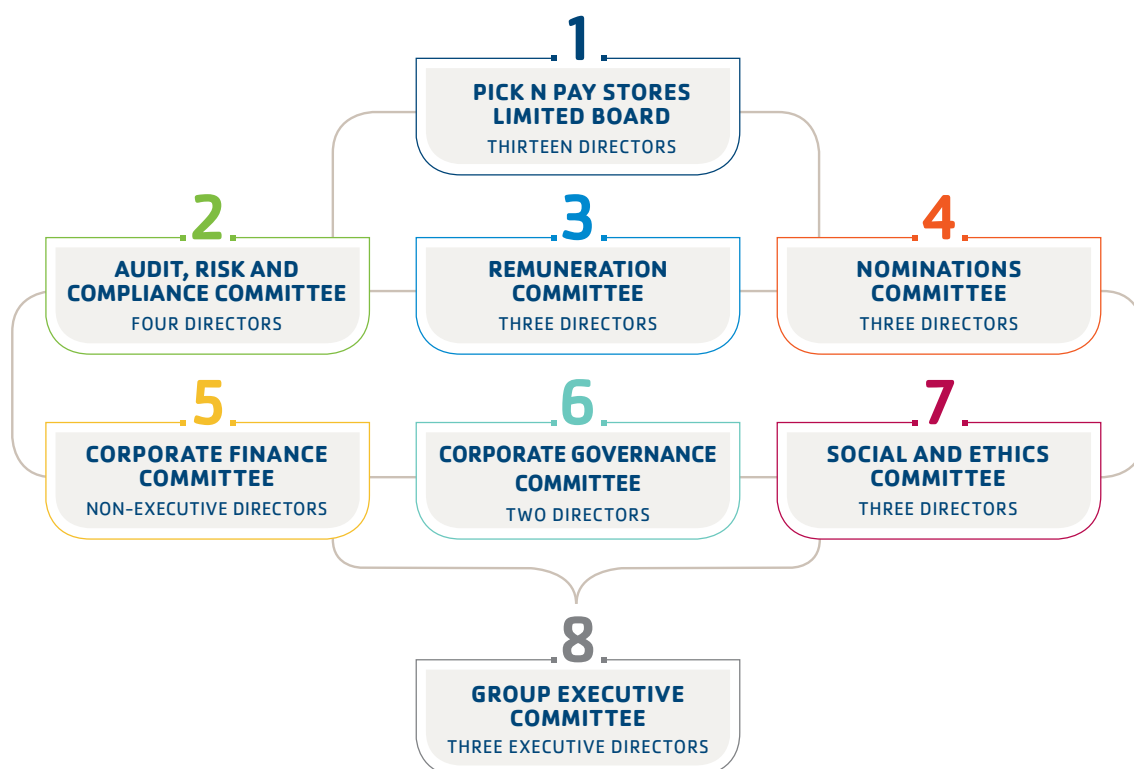 1
PICK N PAY STORES
LIMITED BOARD
THIRTEEN DIRECTORS
2
AUDIT, RISK AND
COMPLIANCE COMMITTEE
FOUR DIRECTORS
3
REMUNERATION
COMMITTEE
THREE DIRECTORS
4
NOMINATIONS
COMMITTEE
THREE DIRECTORS
5
CORPORATE FINANCE
COMMITTEE
NON-EXECUTIVE DIRECTORS
6
CORPORATE GOVERNANCE
COMMITTEE
TWO DIRECTORS
7
SOCIAL AND ETHICS
COMMITTEE
THREE DIRECTORS
8
GROUP EXECUTIVE
COMMITTEE
THREE EXECUTIVE DIRECTORS